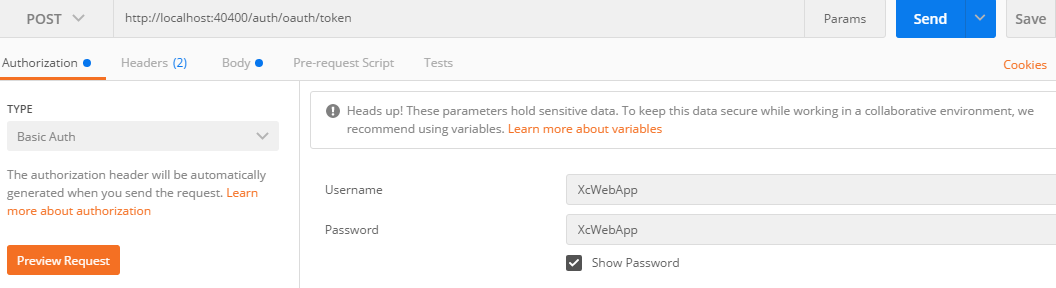 POST http://localhost:40400/auth/oauth/token Params Send Save
Authorization Headers (2) Body Pre-request Script Tests Cookies
TYPE
Basic Auth
The authorization header will be automatically
generated when you send the request. Learn
more about authorization
Preview Request
Heads up! These parameters hold sensitive data. To keep this data secure while working in a collaborative environment, we
recommend using variables. Learn more about variables
Username XcWebApp
Password XcWebApp
Show Password